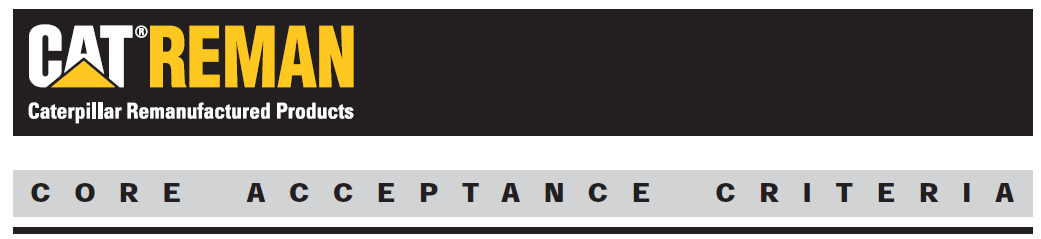 CAT®REMAN
Caterpillar Remanufactured Products
CORE ACCEPTANCE CRITERIA